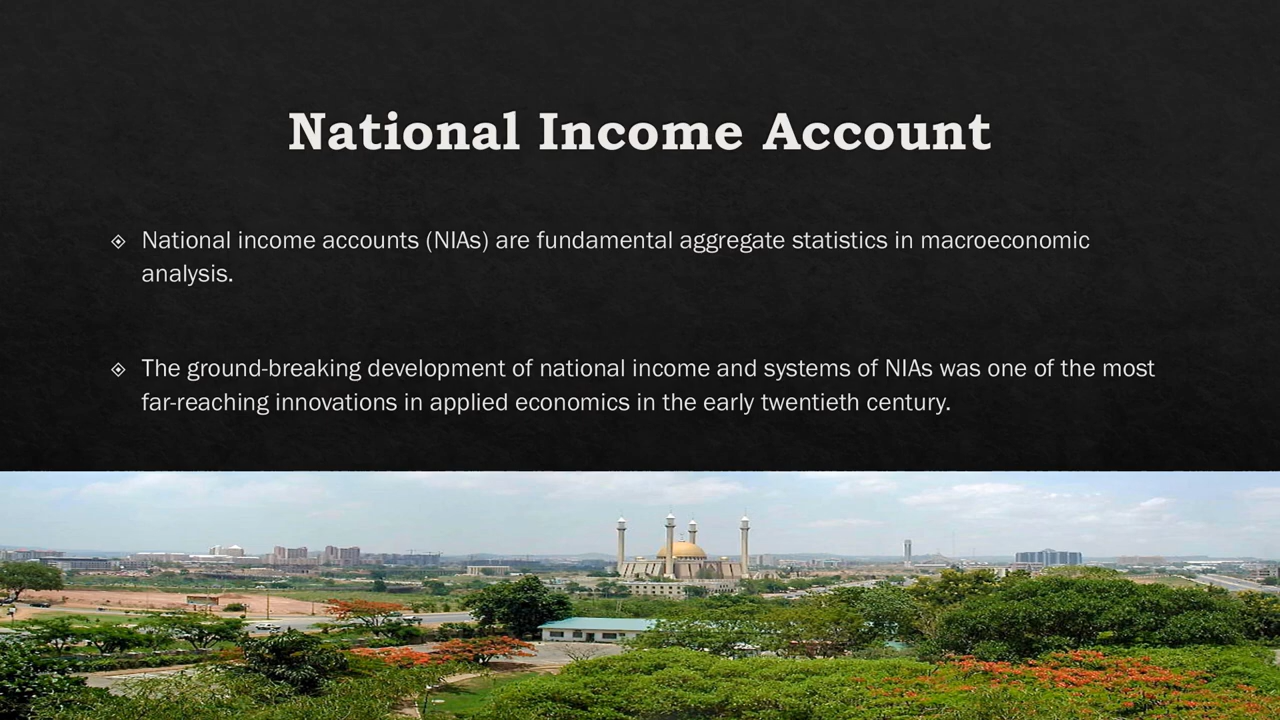 National Income Account
National income accounts (NIAs) are fundamental aggregate statistics in macroeconomic
analysis.
The ground-breaking development of national income and systems of NIAs was one of the most
far-reaching innovations in applied economics in the early twentieth century.